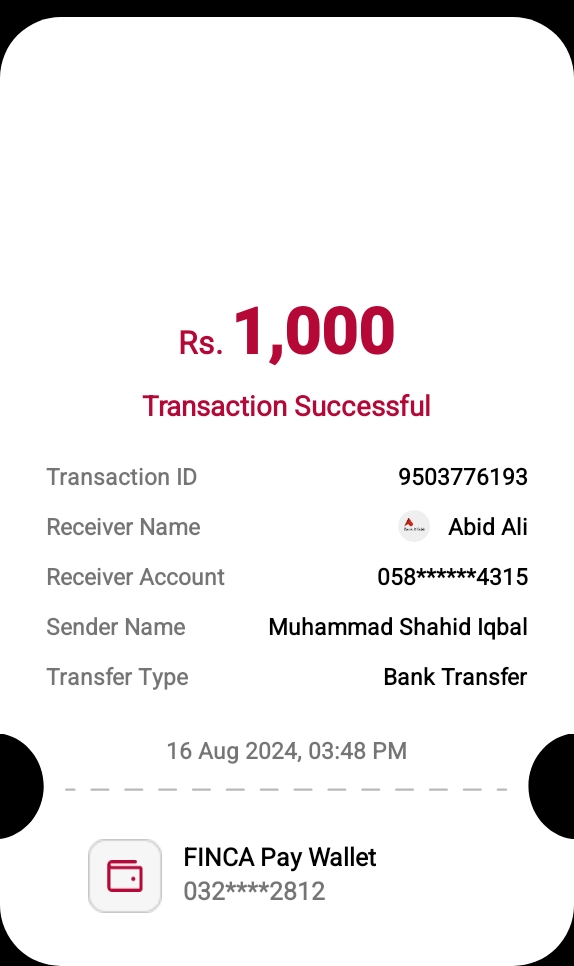 Rs. 1,000
Transaction Successful
Transaction ID 9503776193
Receiver Name Abid Ali
Receiver Account 058******4315
Sender Name Muhammad Shahid Iqbal
Transfer Type Bank Transfer
16 Aug 2024, 03:48 PM
FINCA Pay Wallet
032****2812